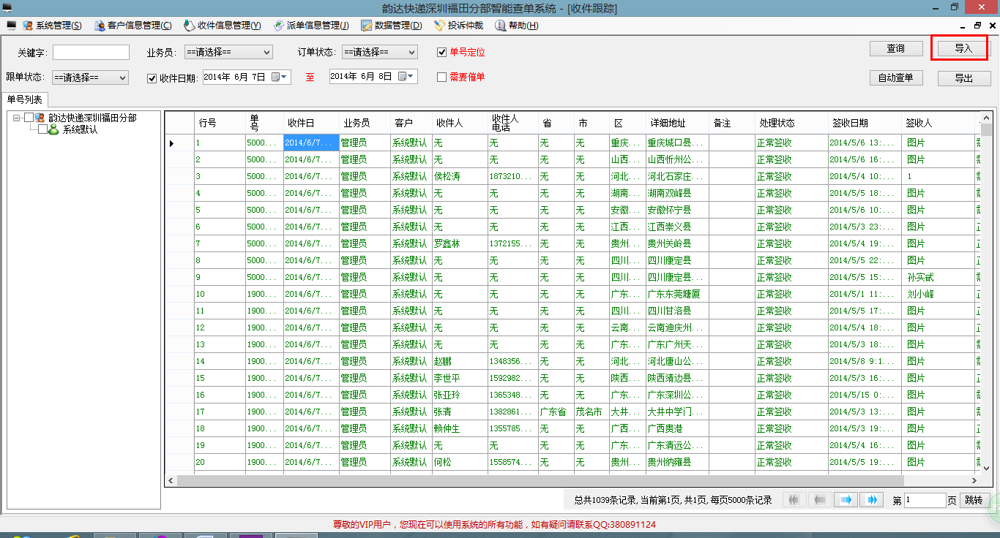 韵达快递深圳福田分部智能查单系统 - [收件跟踪]
系统管理(S) 客户信息管理(C) 收件信息管理(Y) 派单信息管理(J) 数据管理(D) 投诉仲裁 帮助(H)
关键字: 业务员: ==请选择== 订单状态: ==请选择== 单号定位 查询 导入
跟单状态: ==请选择== 收件日期: 2014年 6月 7日 至 2014年 6月 8日 需要催单 自动查单 导出
单号列表
韵达快递深圳福田分部
系统默认
行号 单号 收件日 业务员 客户 收件人 收件人电话 省 市 区 详细地址 备注 处理状态 签收日期 签收人
1 5000... 2014/6/7... 管理员 系统默认 无 无 无 无 重庆... 重庆城口县... 正常签收 2014/5/6 13:... 图片
2 5000... 2014/6/7... 管理员 系统默认 无 无 无 无 山西... 山西忻州公... 正常签收 2014/5/6 16:... 图片
3 5000... 2014/6/7... 管理员 系统默认 侯松涛 1873210... 无 无 河北... 河北石家庄... 正常签收 2014/5/4 10:... 1
4 5000... 2014/6/7... 管理员 系统默认 无 无 无 无 湖南... 湖南双峰县 正常签收 2014/5/5 18:... 图片
5 5000... 2014/6/7... 管理员 系统默认 无 无 无 无 安徽... 安徽怀宁县 正常签收 2014/5/6 10:... 图片
6 5000... 2014/6/7... 管理员 系统默认 无 无 无 无 江西... 江西崇义县 正常签收 2014/5/3 23:... 图片
7 5000... 2014/6/7... 管理员 系统默认 罗鑫林 1372155... 无 无 贵州... 贵州关岭县 正常签收 2014/5/4 19:... 图片
8 5000... 2014/6/7... 管理员 系统默认 无 无 无 无 四川... 四川康定县 正常签收 2014/5/5 22:... 图片
9 5000... 2014/6/7... 管理员 系统默认 无 无 无 无 四川... 四川康定县... 正常签收 2014/5/5 15:... 孙实甙
10 1900... 2014/6/7... 管理员 系统默认 无 无 无 无 广东... 广东东莞塘厦 正常签收 2014/5/1 11:... 刘小峰
11 1900... 2014/6/7... 管理员 系统默认 无 无 无 无 四川... 四川甘洛县 正常签收 2014/5/5 17:... 图片
12 1900... 2014/6/7... 管理员 系统默认 无 无 无 无 云南... 云南迪庆州... 正常签收 2014/5/4 18:... 图片
13 1900... 2014/6/7... 管理员 系统默认 无 无 无 无 广东... 广东广州天... 正常签收 2014/5/3 18:... 图片
14 1900... 2014/6/7... 管理员 系统默认 赵鹏 1348356... 无 无 河北... 河北唐山公... 正常签收 2014/5/8 9:1... 图片
15 1900... 2014/6/7... 管理员 系统默认 李世平 1592982... 无 无 陕西... 陕西靖边县... 正常签收 2014/5/3 16:... 图片
16 1900... 2014/6/7... 管理员 系统默认 张亚玲 1365348... 无 无 广东... 广东深圳公... 正常签收 2014/5/15 0:... 图片
17 1900... 2014/6/7... 管理员 系统默认 张清 1382861... 广东省 茂名市 大井... 大井中学门... 正常签收 2014/5/3 13:... 图片
18 1900... 2014/6/7... 管理员 系统默认 赖仲生 1355785... 无 无 广西... 广西贵港 正常签收 2014/5/3 19:... 图片
19 1900... 2014/6/7... 管理员 系统默认 无 无 无 无 广东... 广东清远公... 正常签收 2014/5/4 16:... 图片
20 1900... 2014/6/7... 管理员 系统默认 何松 1558574... 无 无 贵州... 贵州纳雍县 正常签收 2014/5/5 19:... 图片
总共1039条记录, 当前第1页, 共1页, 每页5000条记录 第 1 页 跳转
尊敬的VIP用户，您现在可以使用系统的所有功能，如有疑问请联系QQ:380891124